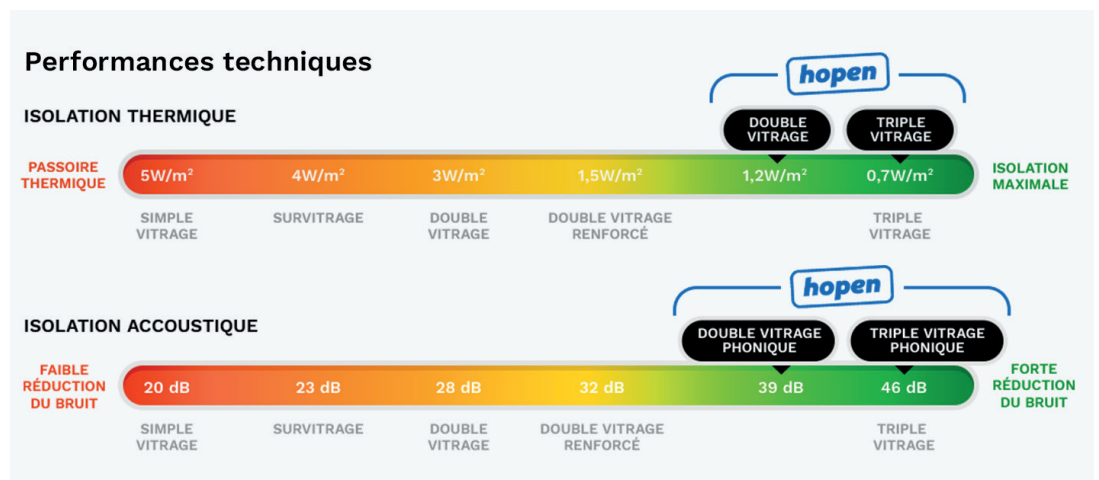 Performances techniques
hopen
ISOLATION THERMIQUE
DOUBLE
VITRAGE
TRIPLE
VITRAGE
PASSOIRE
THERMIQUE
5W/m²
4W/m²
3W/m²
1,5W/m²
1,2W/m²
0,7W/m²
ISOLATION
MAXIMALE
SIMPLE
VITRAGE
SURVITRAGE
DOUBLE
VITRAGE
DOUBLE VITRAGE
RENFORCÉ
TRIPLE
VITRAGE
hopen
ISOLATION ACCOUSTIQUE
DOUBLE VITRAGE
PHONIQUE
TRIPLE VITRAGE
PHONIQUE
FAIBLE
RÉDUCTION
DU BRUIT
20 dB
23 dB
28 dB
32 dB
39 dB
46 dB
FORTE
RÉDUCTION
DU BRUIT
SIMPLE
VITRAGE
SURVITRAGE
DOUBLE
VITRAGE
DOUBLE VITRAGE
RENFORCÉ
TRIPLE
VITRAGE